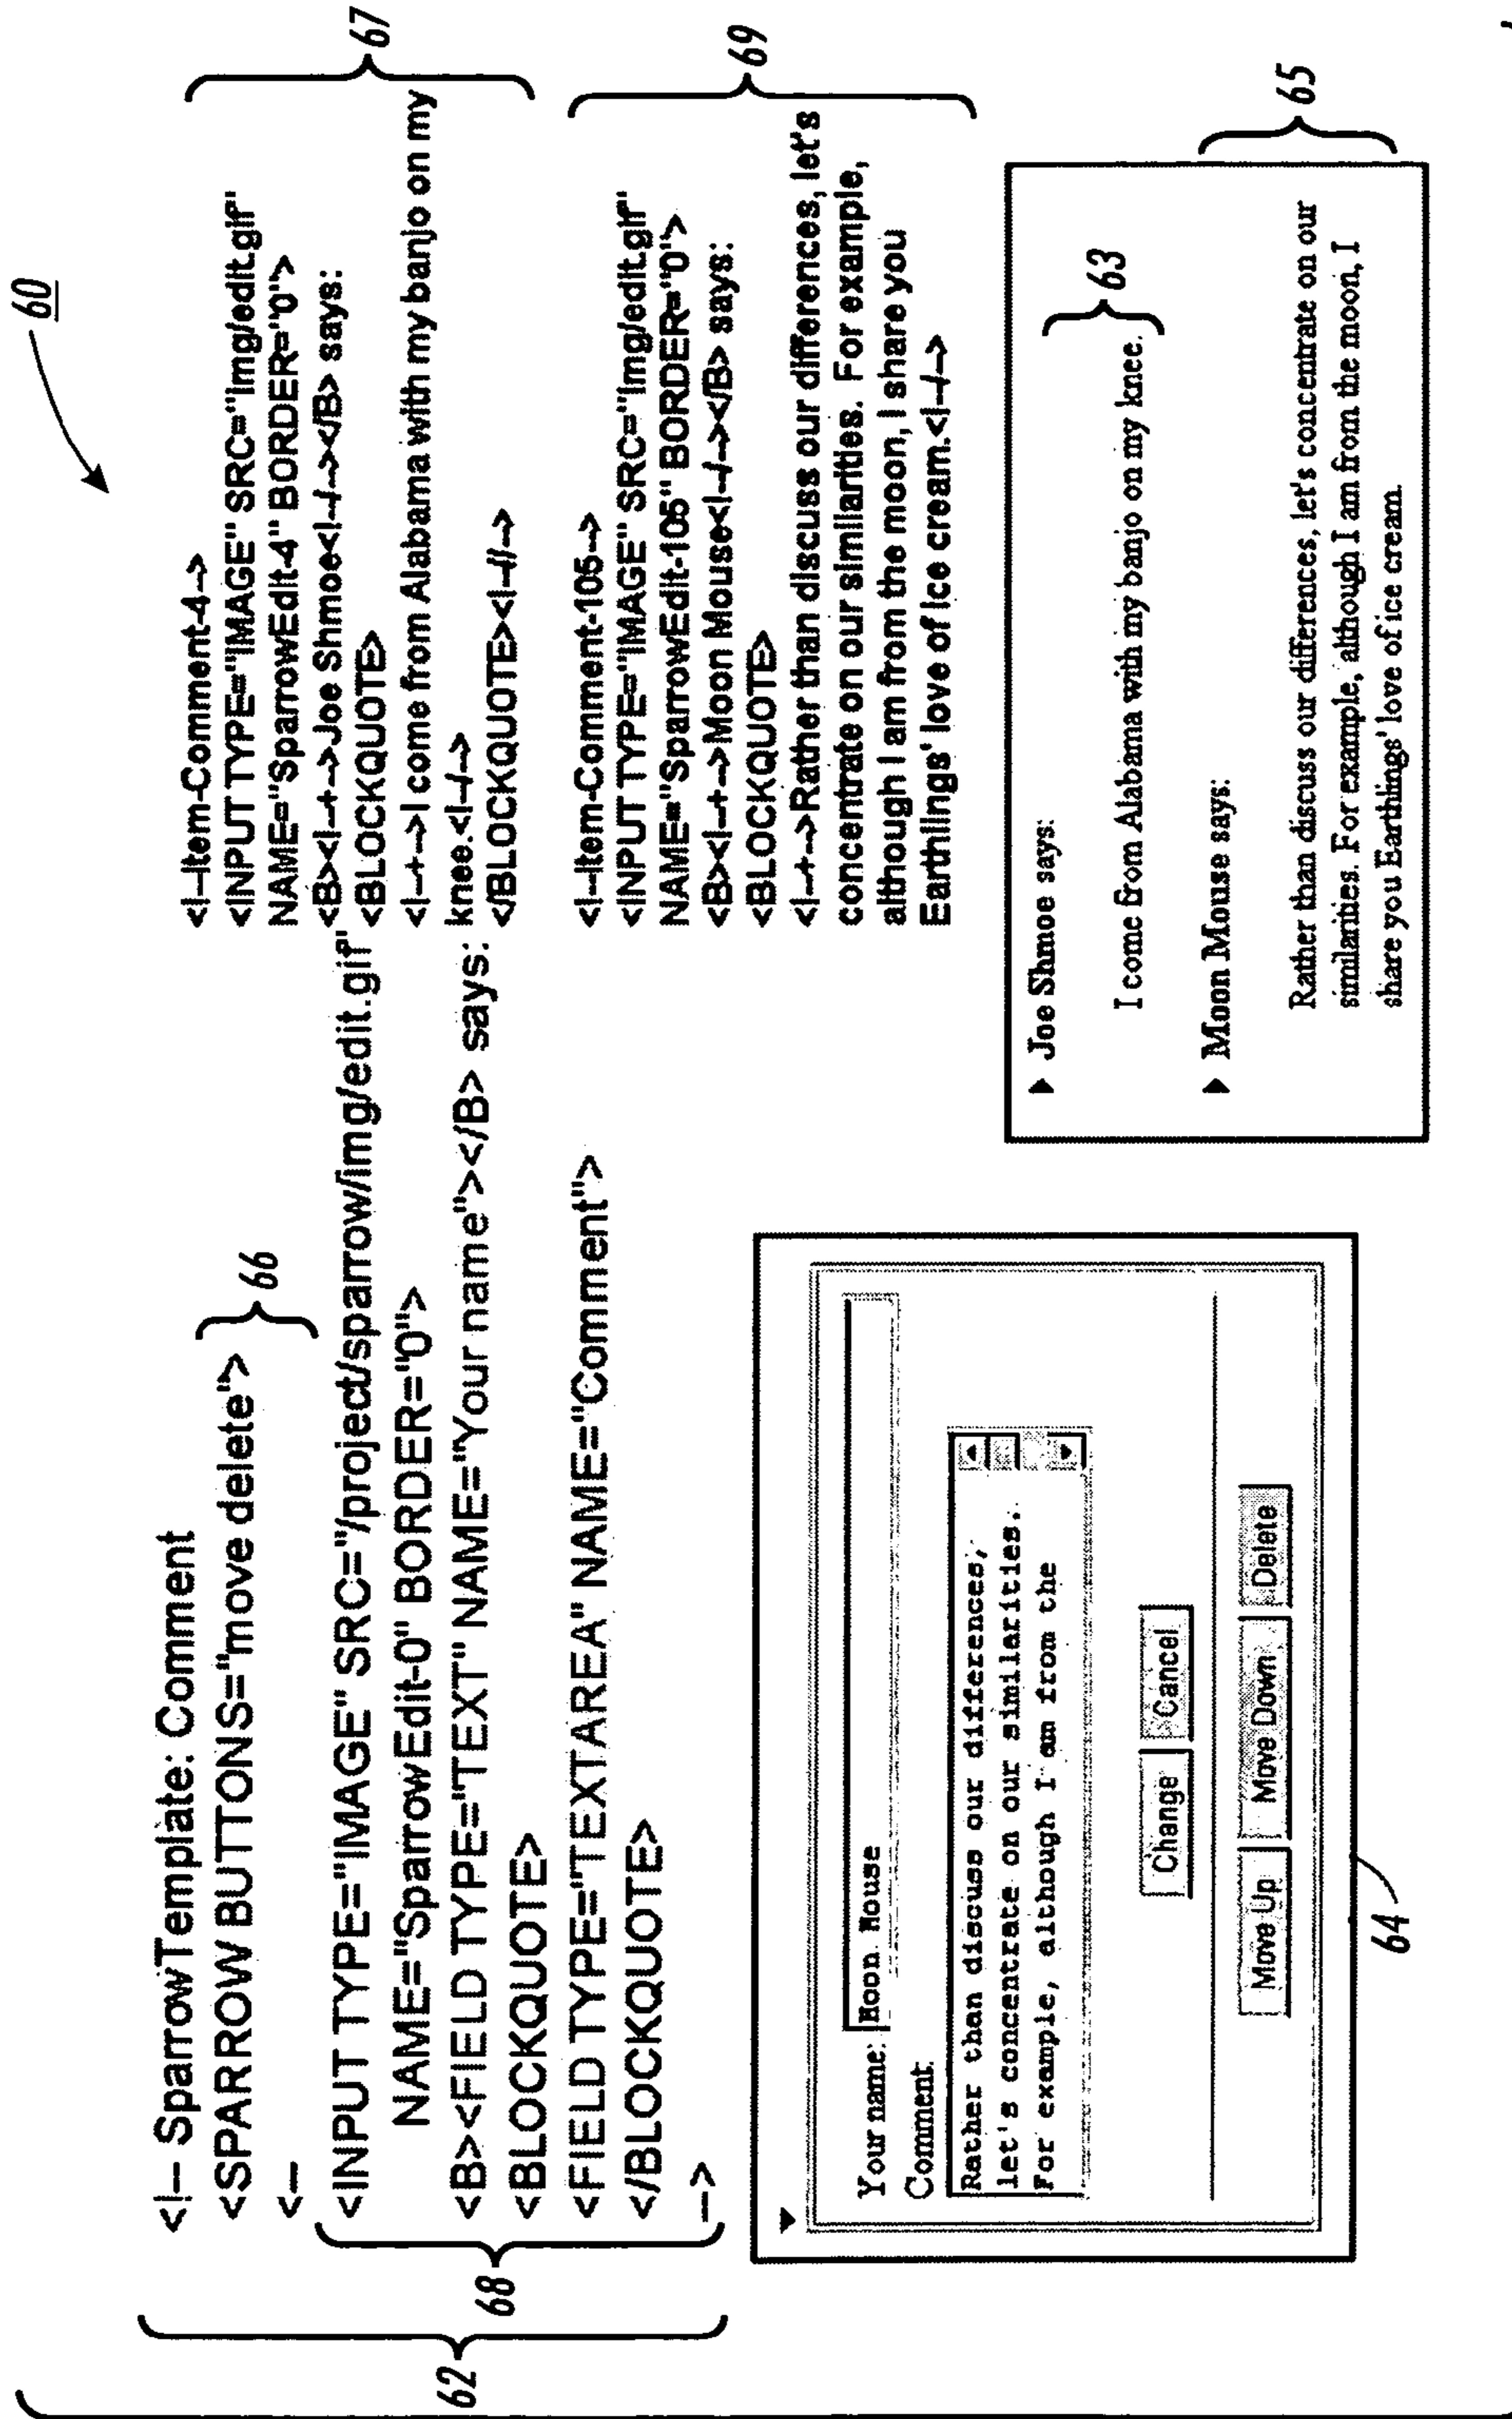 60
<!-- SparrowTemplate: Comment
<SPARROW BUTTONS="move delete">
<--
66
<INPUT TYPE="IMAGE" SRC="/project/sparrow/img/edit.gif"
NAME="SparrowEdit-0" BORDER="0">
<B><FIELD TYPE="TEXT" NAME="Your name"></B> says:
<BLOCKQUOTE>
<FIELD TYPE="TEXTAREA" NAME="Comment">
</BLOCKQUOTE>
-->
68
62
<!--Item-Comment-4-->
<INPUT TYPE="IMAGE" SRC="img/edit.gif"
NAME="SparrowEdit-4" BORDER="0">
<B><!--+-->Joe Shmoe<!--/--></B> says:
<BLOCKQUOTE>
<!--+-->I come from Alabama with my banjo on my
knee.<!--/-->
</BLOCKQUOTE><!--//-->
67
<!--Item-Comment-105-->
<INPUT TYPE="IMAGE" SRC="img/edit.gif"
NAME="SparrowEdit-105" BORDER="0">
<B><!--+-->Moon Mouse<!--/--></B> says:
<BLOCKQUOTE>
<!--+-->Rather than discuss our differences, let's
concentrate on our similarities. For example,
although I am from the moon, I share you
Earthlings' love of ice cream.<!--/-->
69
Your name: Moon Mouse
Comment:
Rather than discuss our differences,
let's concentrate on our similarities.
For example, although I am from the
Change Cancel
Move Up Move Down Delete
64
Joe Shmoe says:
I come from Alabama with my banjo on my knee.
63
Moon Mouse says:
Rather than discuss our differences, let's concentrate on our
similarities. For example, although I am from the moon, I
share you Earthlings' love of ice cream.
65